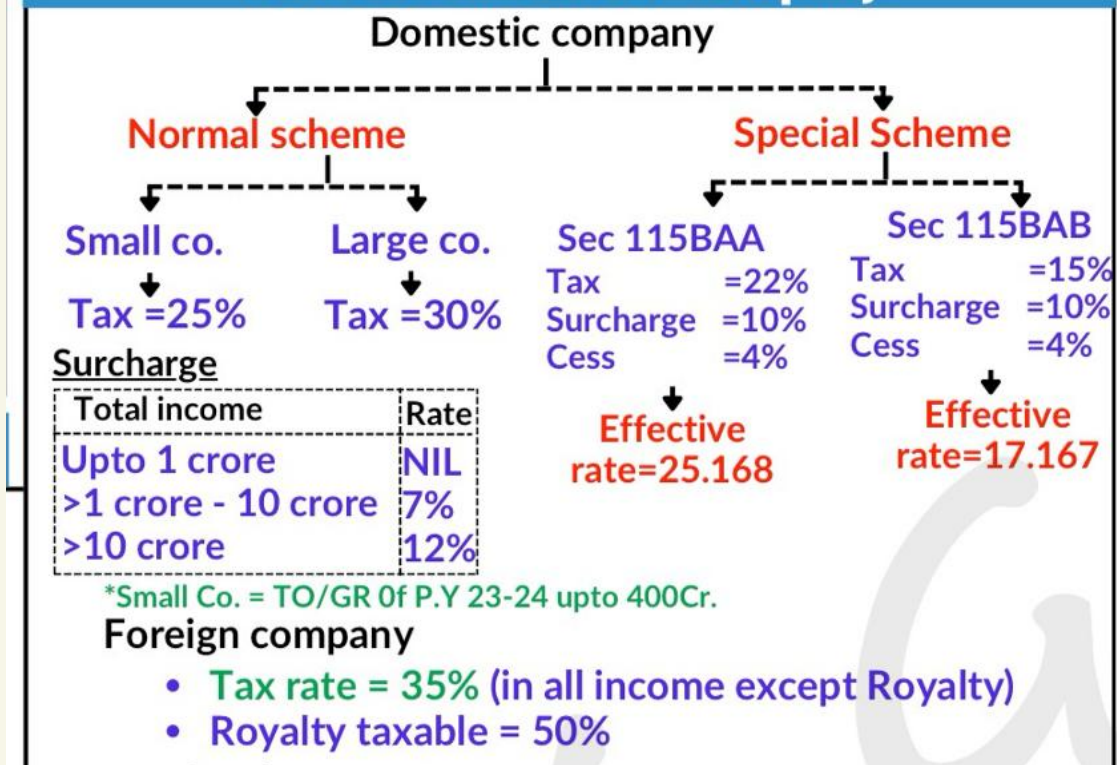 Domestic company
Normal scheme
Special Scheme
Small co.
Large co.
Tax =25%
Tax =30%
Sec 115BAA
Tax =22%
Surcharge =10%
Cess =4%
Effective
rate=25.168
Sec 115BAB
Tax =15%
Surcharge =10%
Cess =4%
Effective
rate=17.167
Surcharge
Total income Rate
Upto 1 crore NIL
>1 crore - 10 crore 7%
>10 crore 12%
*Small Co. = TO/GR 0f P.Y 23-24 upto 400Cr.
Foreign company
• Tax rate = 35% (in all income except Royalty)
• Royalty taxable = 50%